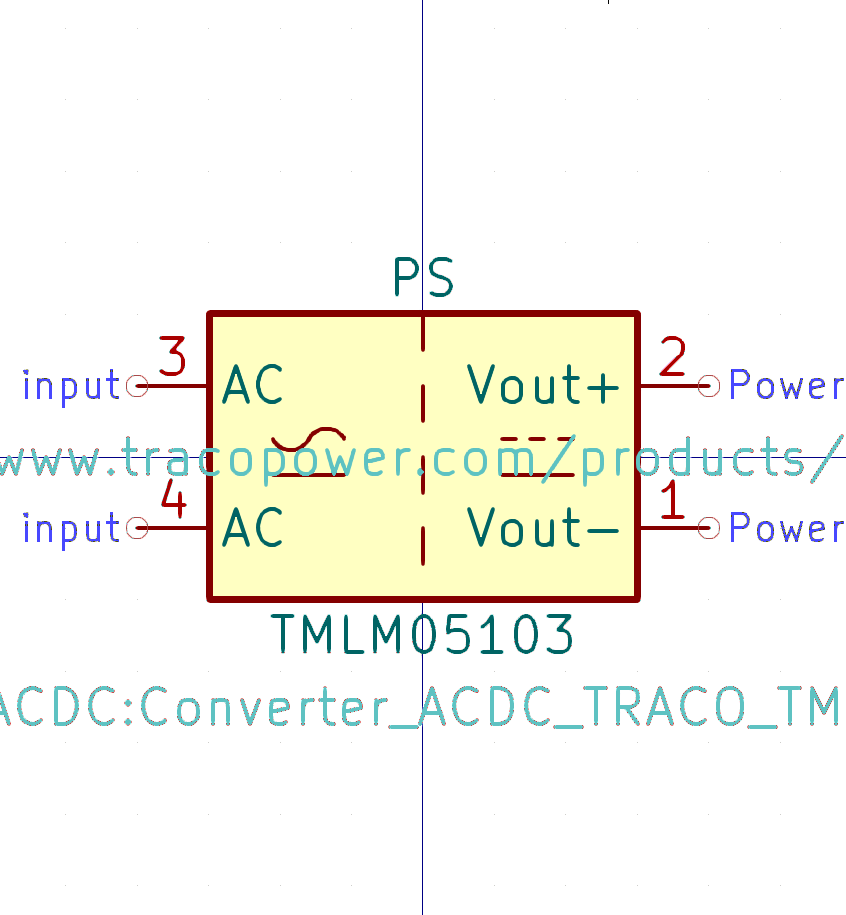 PS
3 2
input AC Vout+ Power
www.tracopower.com/products/
4 1
input AC Vout- Power
TMLM05103
ACDC:Converter_ACDC_TRACO_TM